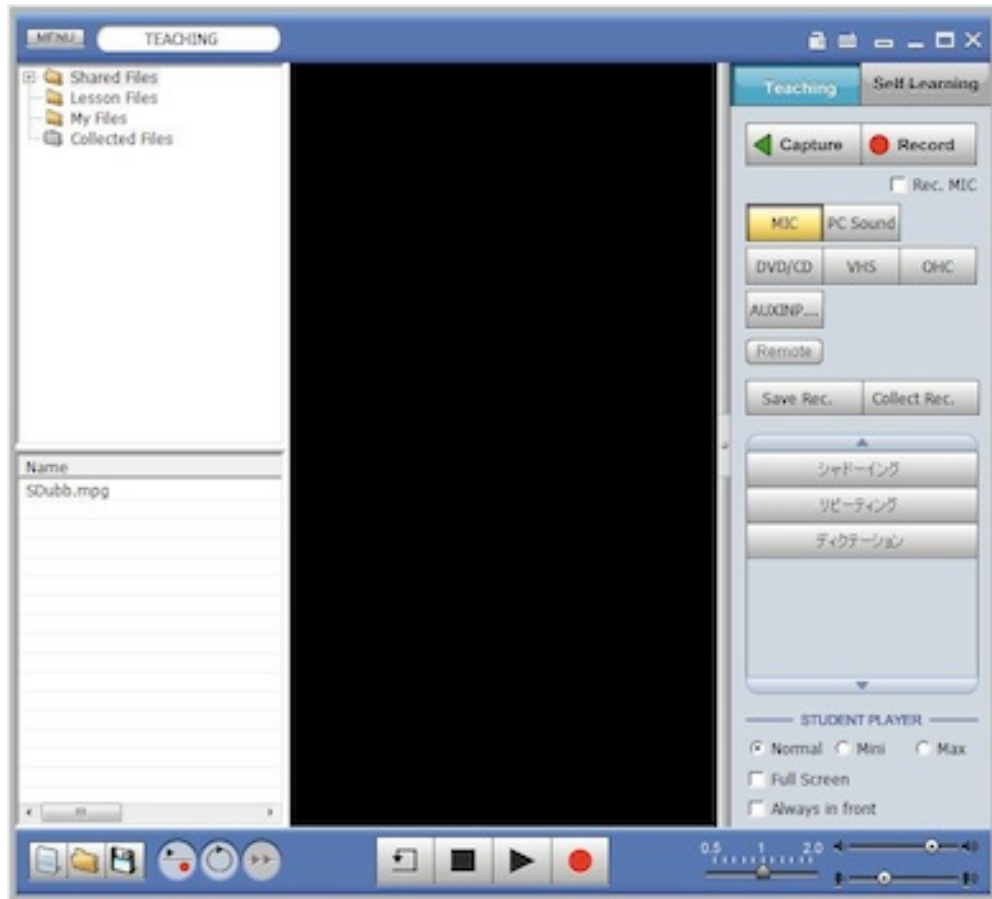 MENU TEACHING
Shared Files
Lesson Files
My Files
Collected Files
Name
SDubb.mpg
Teaching Self Learning
Capture Record
Rec. MIC
MIC PC Sound
DVD/CD VHS OHC
AUXINP....
Remote
Save Rec. Collect Rec.
シャドーイング
リピーティング
ディクテーション
STUDENT PLAYER
Normal Mini Max
Full Screen
Always in front
0.5 1 2.0